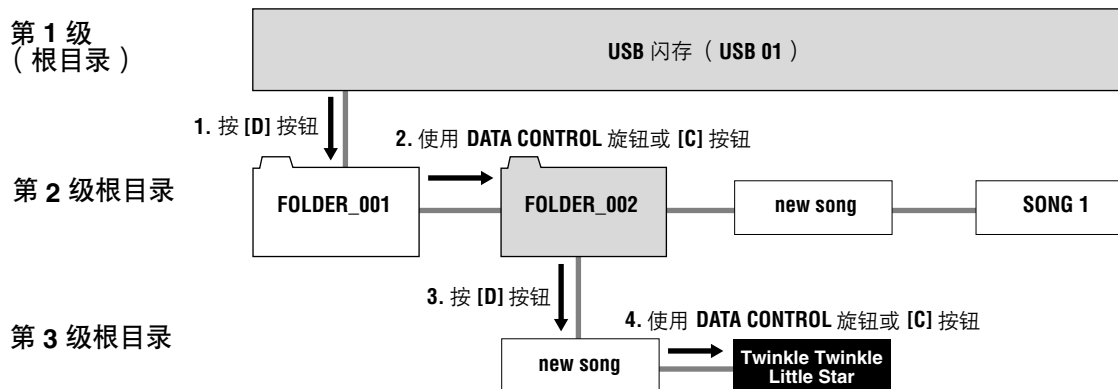 第 1 级
（根目录）
USB 闪存（USB 01）
1. 按 [D] 按钮
2. 使用 DATA CONTROL 旋钮或 [C] 按钮
第 2 级根目录
FOLDER_001
FOLDER_002
new song
SONG 1
3. 按 [D] 按钮
4. 使用 DATA CONTROL 旋钮或 [C] 按钮
第 3 级根目录
new song
Twinkle Twinkle
Little Star